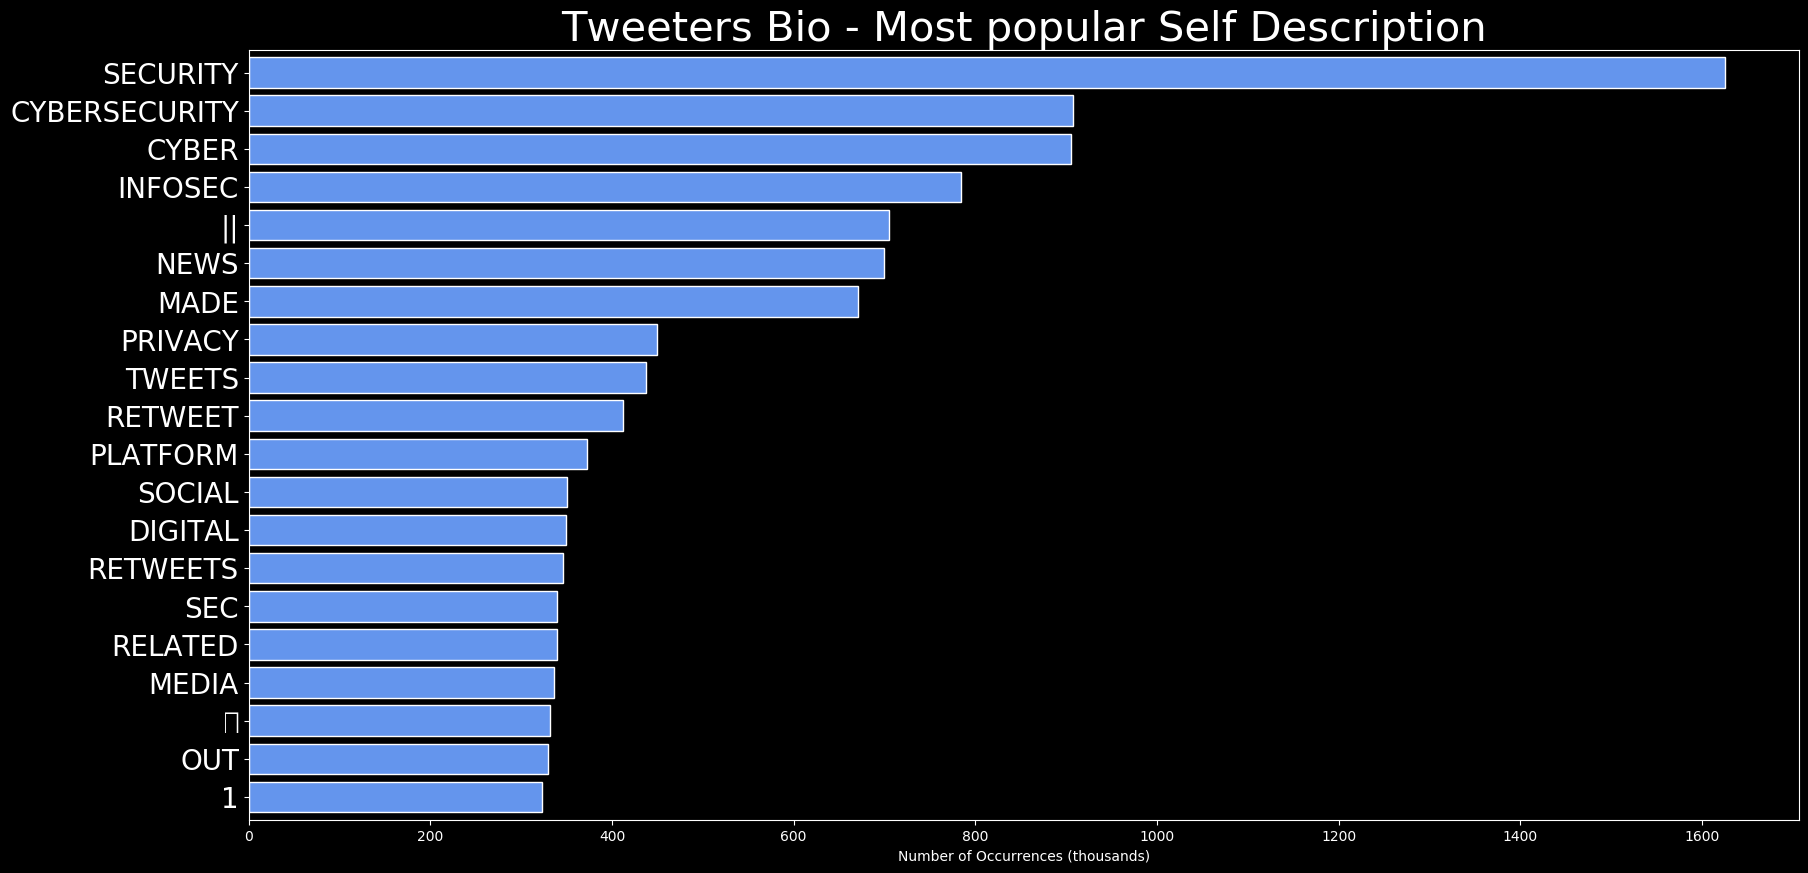 Tweeters Bio - Most popular Self Description
SECURITY
CYBERSECURITY
CYBER
INFOSEC
||
NEWS
MADE
PRIVACY
TWEETS
RETWEET
PLATFORM
SOCIAL
DIGITAL
RETWEETS
SEC
RELATED
MEDIA
OUT
1
0 200 400 600 800 1000 1200 1400 1600
Number of Occurrences (thousands)